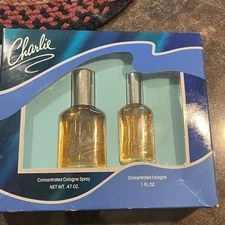 Charlie
Concentrated Cologne Spray
NET WT. .47 OZ.
Concentrated Cologne
1 FL.OZ.